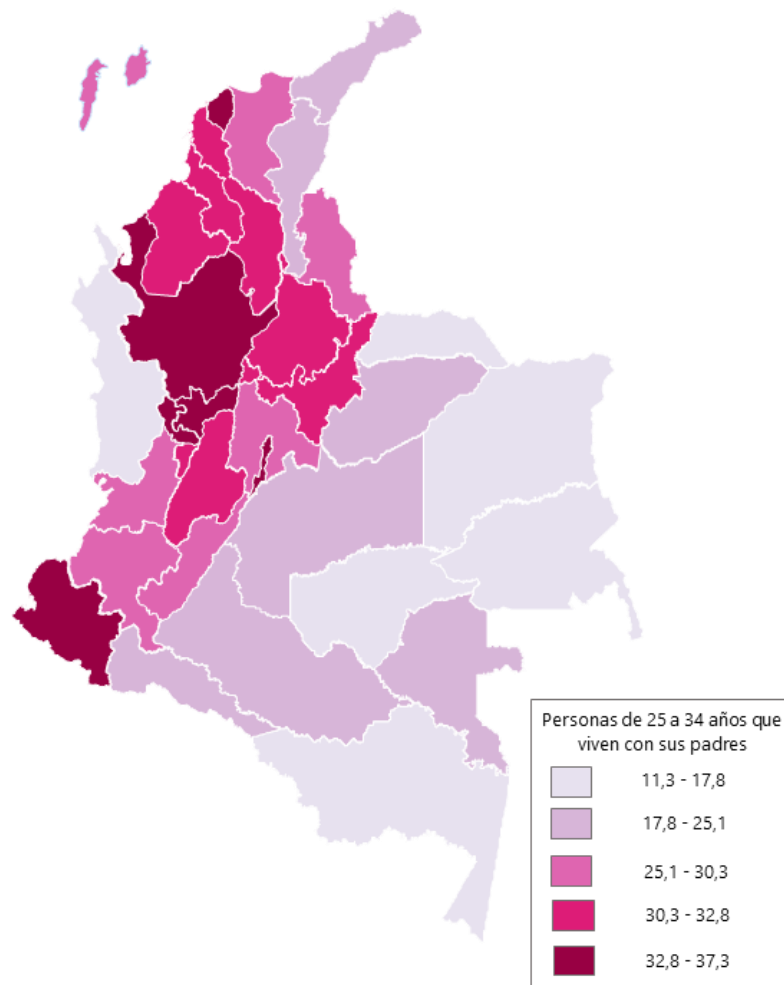 Personas de 25 a 34 años que
viven con sus padres
11,3 - 17,8
17,8 - 25,1
25,1 - 30,3
30,3 - 32,8
32,8 - 37,3